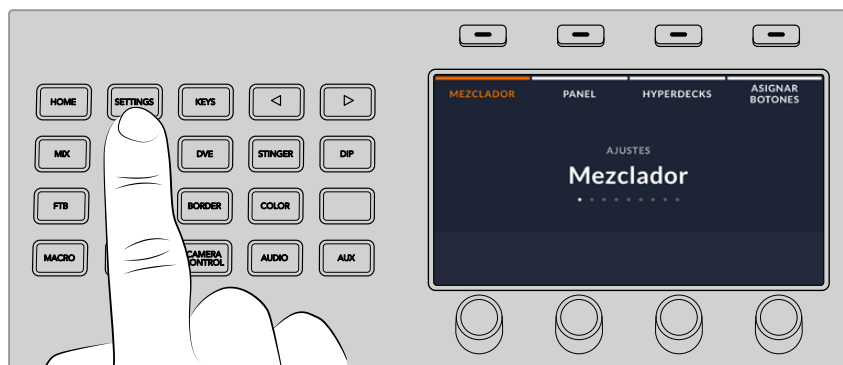 HOME SETTINGS KEYS
MIX DVE STINGER DIP
FTB BORDER COLOR
MACRO CAMERA CONTROL AUDIO AUX
MEZCLADOR PANEL HYPERDECKS ASIGNAR BOTONES
AJUSTES
Mezclador